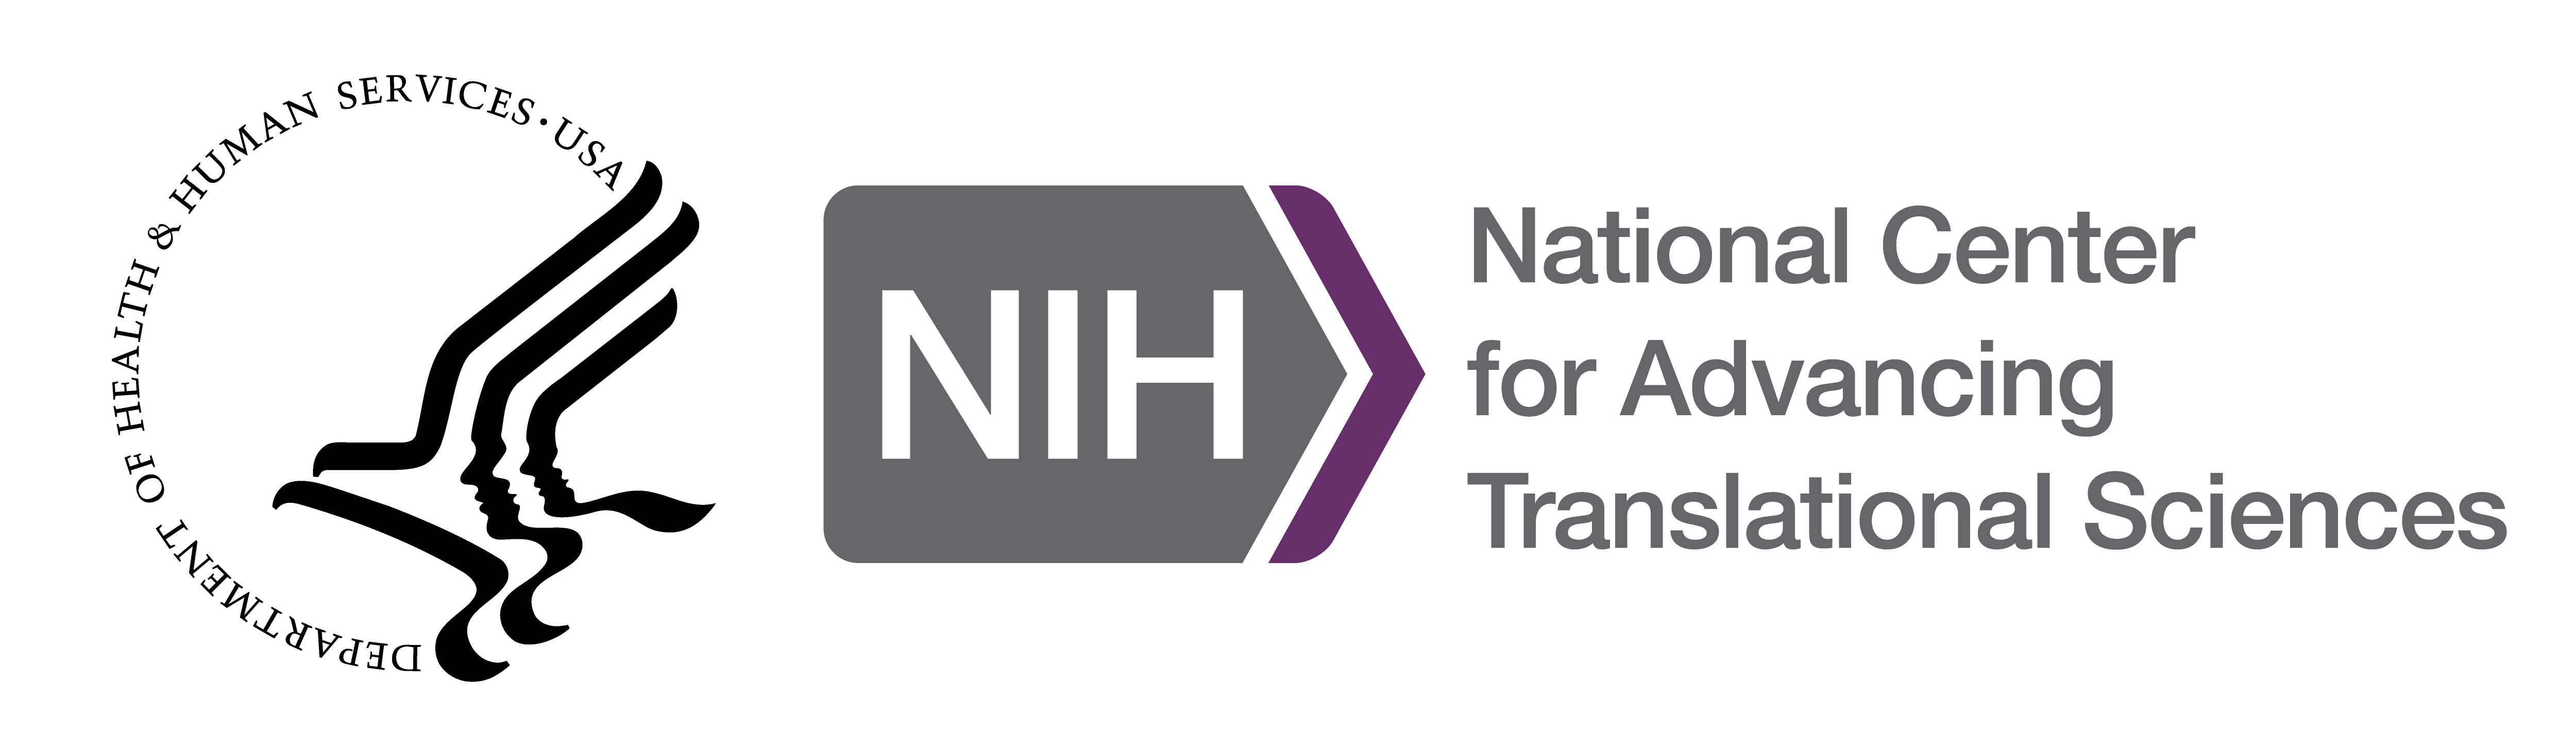 DEPARTMENT OF HEALTH & HUMAN SERVICES · USA
NIH
National Center
for Advancing
Translational Sciences